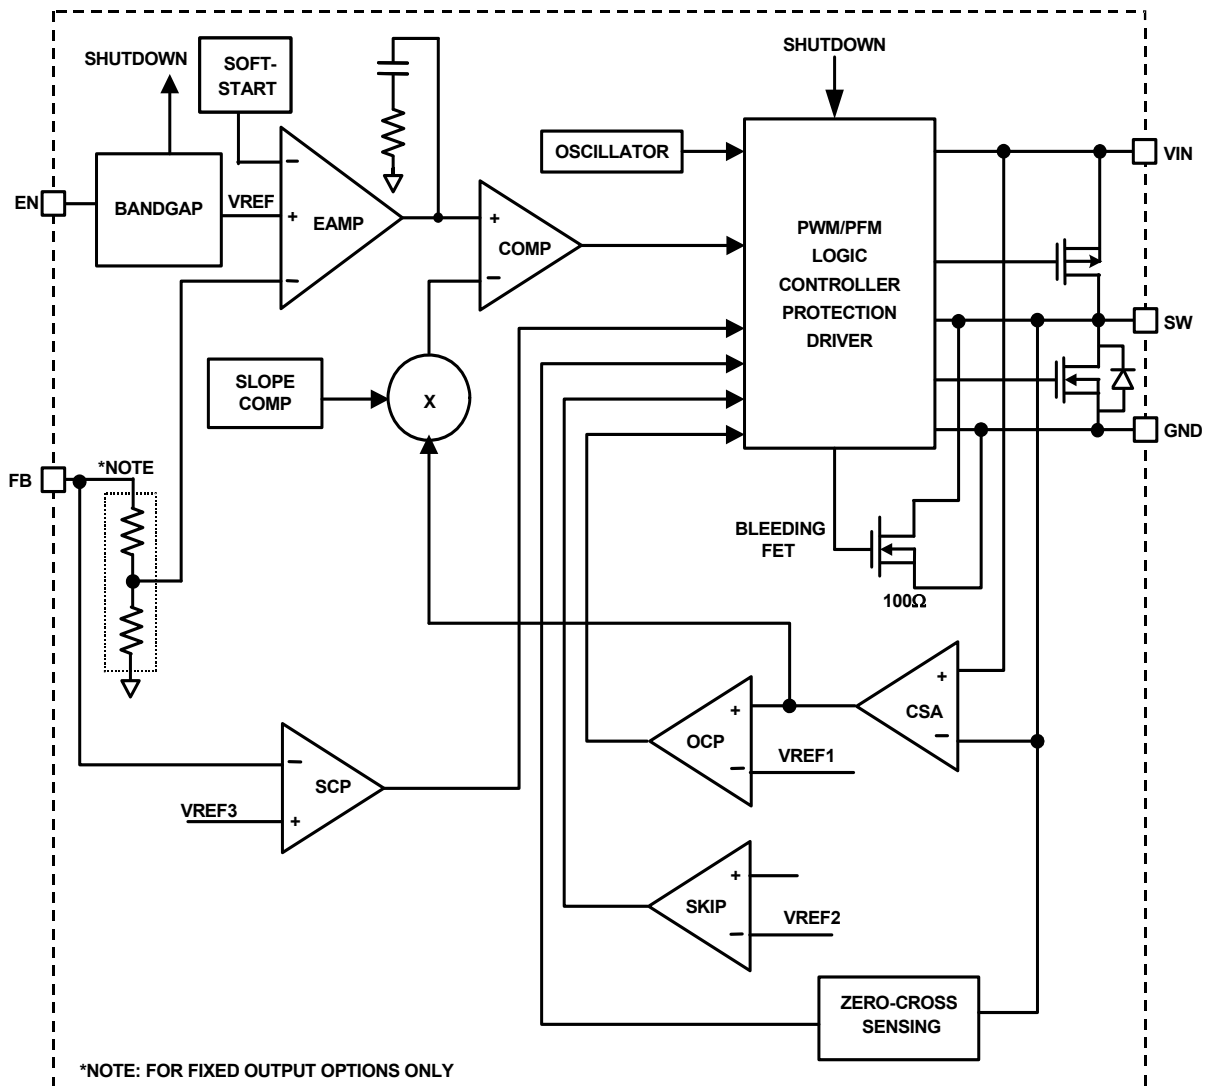 SHUTDOWN
SOFT-
START
SHUTDOWN
OSCILLATOR
VIN
EN
BANDGAP
VREF
−
+
−
EAMP
+
−
COMP
PWM/PFM
LOGIC
CONTROLLER
PROTECTION
DRIVER
SW
SLOPE
COMP
X
GND
FB
*NOTE
BLEEDING
FET
100Ω
+
−
CSA
+
−
OCP
VREF1
−
+
SCP
VREF3
+
−
SKIP
VREF2
ZERO-CROSS
SENSING
*NOTE: FOR FIXED OUTPUT OPTIONS ONLY